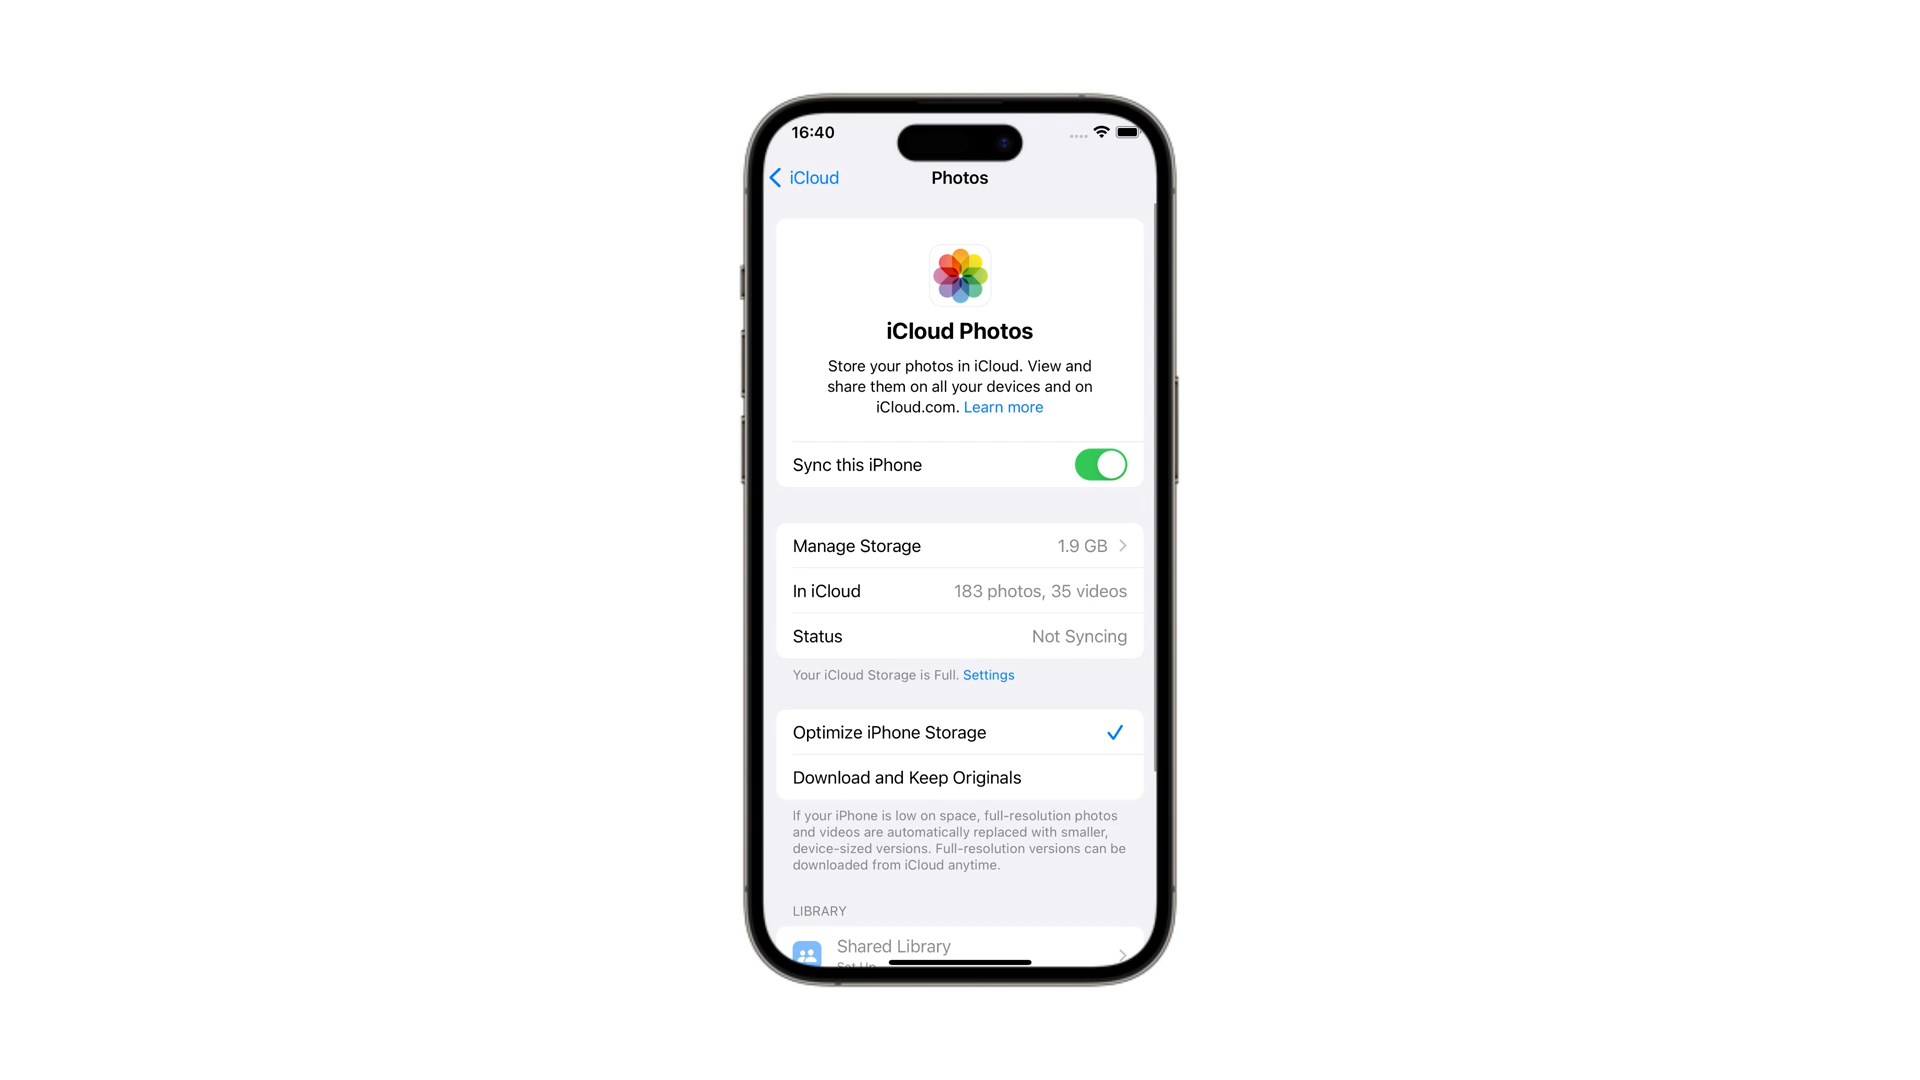 16:40
iCloud
Photos
iCloud Photos
Store your photos in iCloud. View and
share them on all your devices and on
iCloud.com. Learn more
Sync this iPhone
Manage Storage 1.9 GB
In iCloud 183 photos, 35 videos
Status Not Syncing
Your iCloud Storage is Full. Settings
Optimize iPhone Storage
Download and Keep Originals
If your iPhone is low on space, full-resolution photos
and videos are automatically replaced with smaller,
device-sized versions. Full-resolution versions can be
downloaded from iCloud anytime.
LIBRARY
Shared Library
Set Up